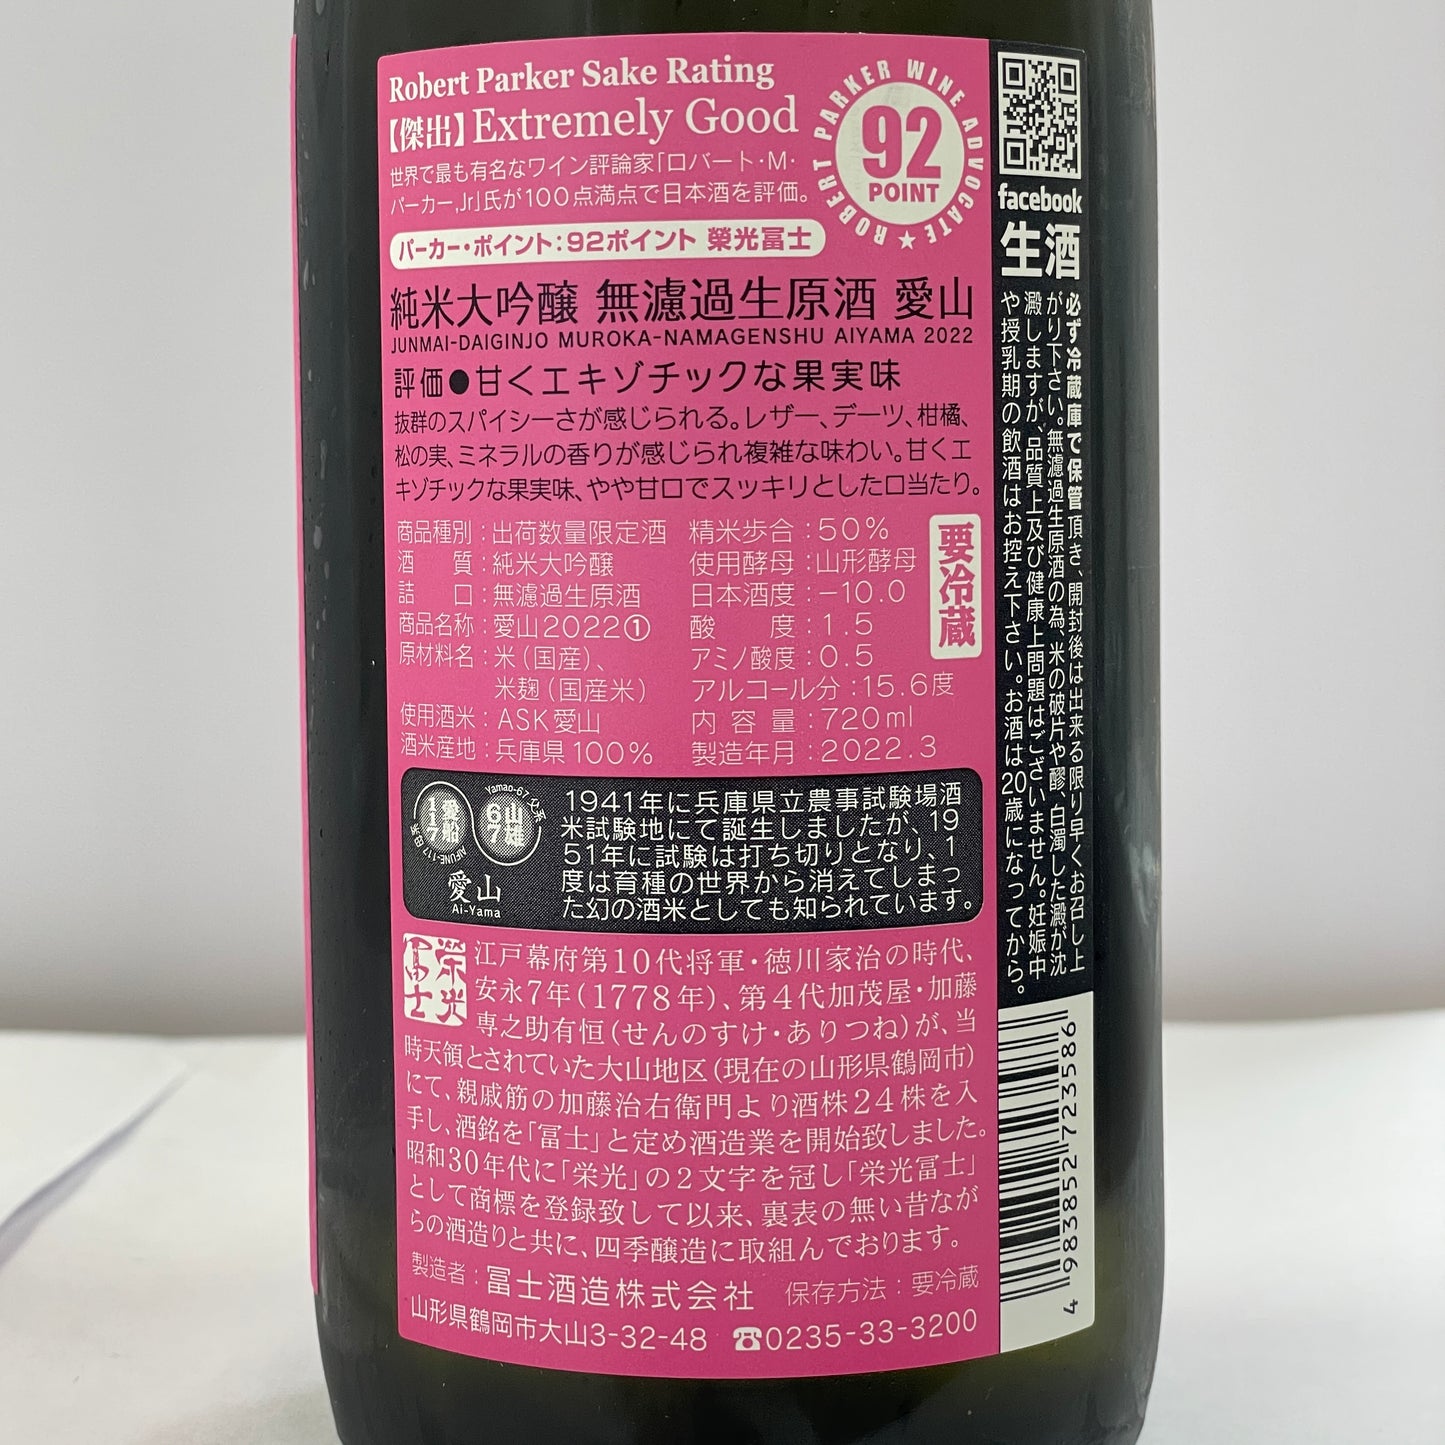 Robert Parker Sake Rating
【傑出】Extremely Good
世界で最も有名なワイン評論家「ロバート・M・
パーカー,Jr」氏が100点満点で日本酒を評価。
ROBERT PARKER WINE ADVOCATE ★
92
POINT
パーカー・ポイント：92ポイント 榮光冨士
純米大吟醸 無濾過生原酒 愛山
JUNMAI-DAIGINJO MUROKA-NAMAGENSHU AIYAMA 2022
評価●甘くエキゾチックな果実味
抜群のスパイシーさが感じられる。レザー、デーツ、柑橘、
松の実、ミネラルの香りが感じられ複雑な味わい。甘くエ
キゾチックな果実味、やや甘口でスッキリとした口当たり。
商品種別：出荷数量限定酒
酒質：純米大吟醸
詰口：無濾過生原酒
商品名称：愛山2022①
原材料名：米（国産）、
米麹（国産米）
使用酒米：ASK愛山
酒米産地：兵庫県100%
精米歩合：50%
使用酵母：山形酵母
日本酒度：−10.0
酸度：1.5
アミノ酸度：0.5
アルコール分：15.6度
内容量：720ml
製造年月：2022.3
要冷蔵
愛船
117
AIFUNE-117 母系
山雄
67
Yamao-67 父系
愛山
Ai-Yama
1941年に兵庫県立農事試験場酒
米試験地にて誕生しましたが、19
51年に試験は打ち切りとなり、1
度は育種の世界から消えてしまっ
た幻の酒米としても知られています。
榮光
冨士
江戸幕府第10代将軍・徳川家治の時代、
安永7年（1778年）、第4代加茂屋・加藤
専之助有恒（せんのすけ・ありつね）が、当
時天領とされていた大山地区（現在の山形県鶴岡市）
にて、親戚筋の加藤治右衛門より酒株24株を入
手し、酒銘を「冨士」と定め酒造業を開始致しました。
昭和30年代に「栄光」の2文字を冠し「栄光冨士」
として商標を登録致して以来、裏表の無い昔なが
らの酒造りと共に、四季醸造に取組んでおります。
製造者：冨士酒造株式会社 保存方法：要冷蔵
山形県鶴岡市大山3-32-48 ☎0235-33-3200
facebook
生酒
必ず冷蔵庫で保管頂き、開封後は出来る限り早くお召し上
がり下さい。無濾過生原酒の為、米の破片や醪、白濁した澱が沈
澱しますが、品質上及び健康上問題はございません。妊娠中
や授乳期の飲酒はお控え下さい。お酒は20歳になってから。
4 983852 723586